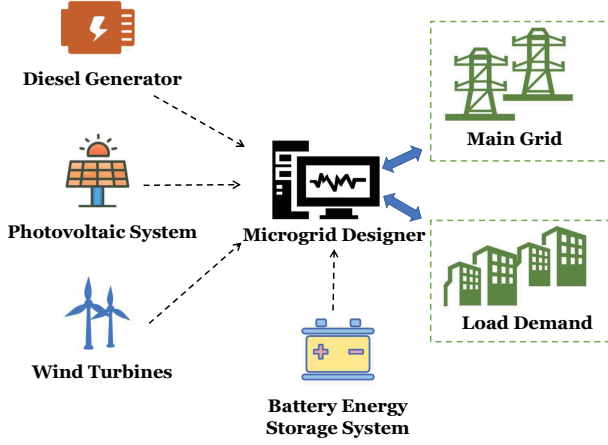 Diesel Generator
Main Grid
Photovoltaic System
Microgrid Designer
Load Demand
Wind Turbines
Battery Energy
Storage System